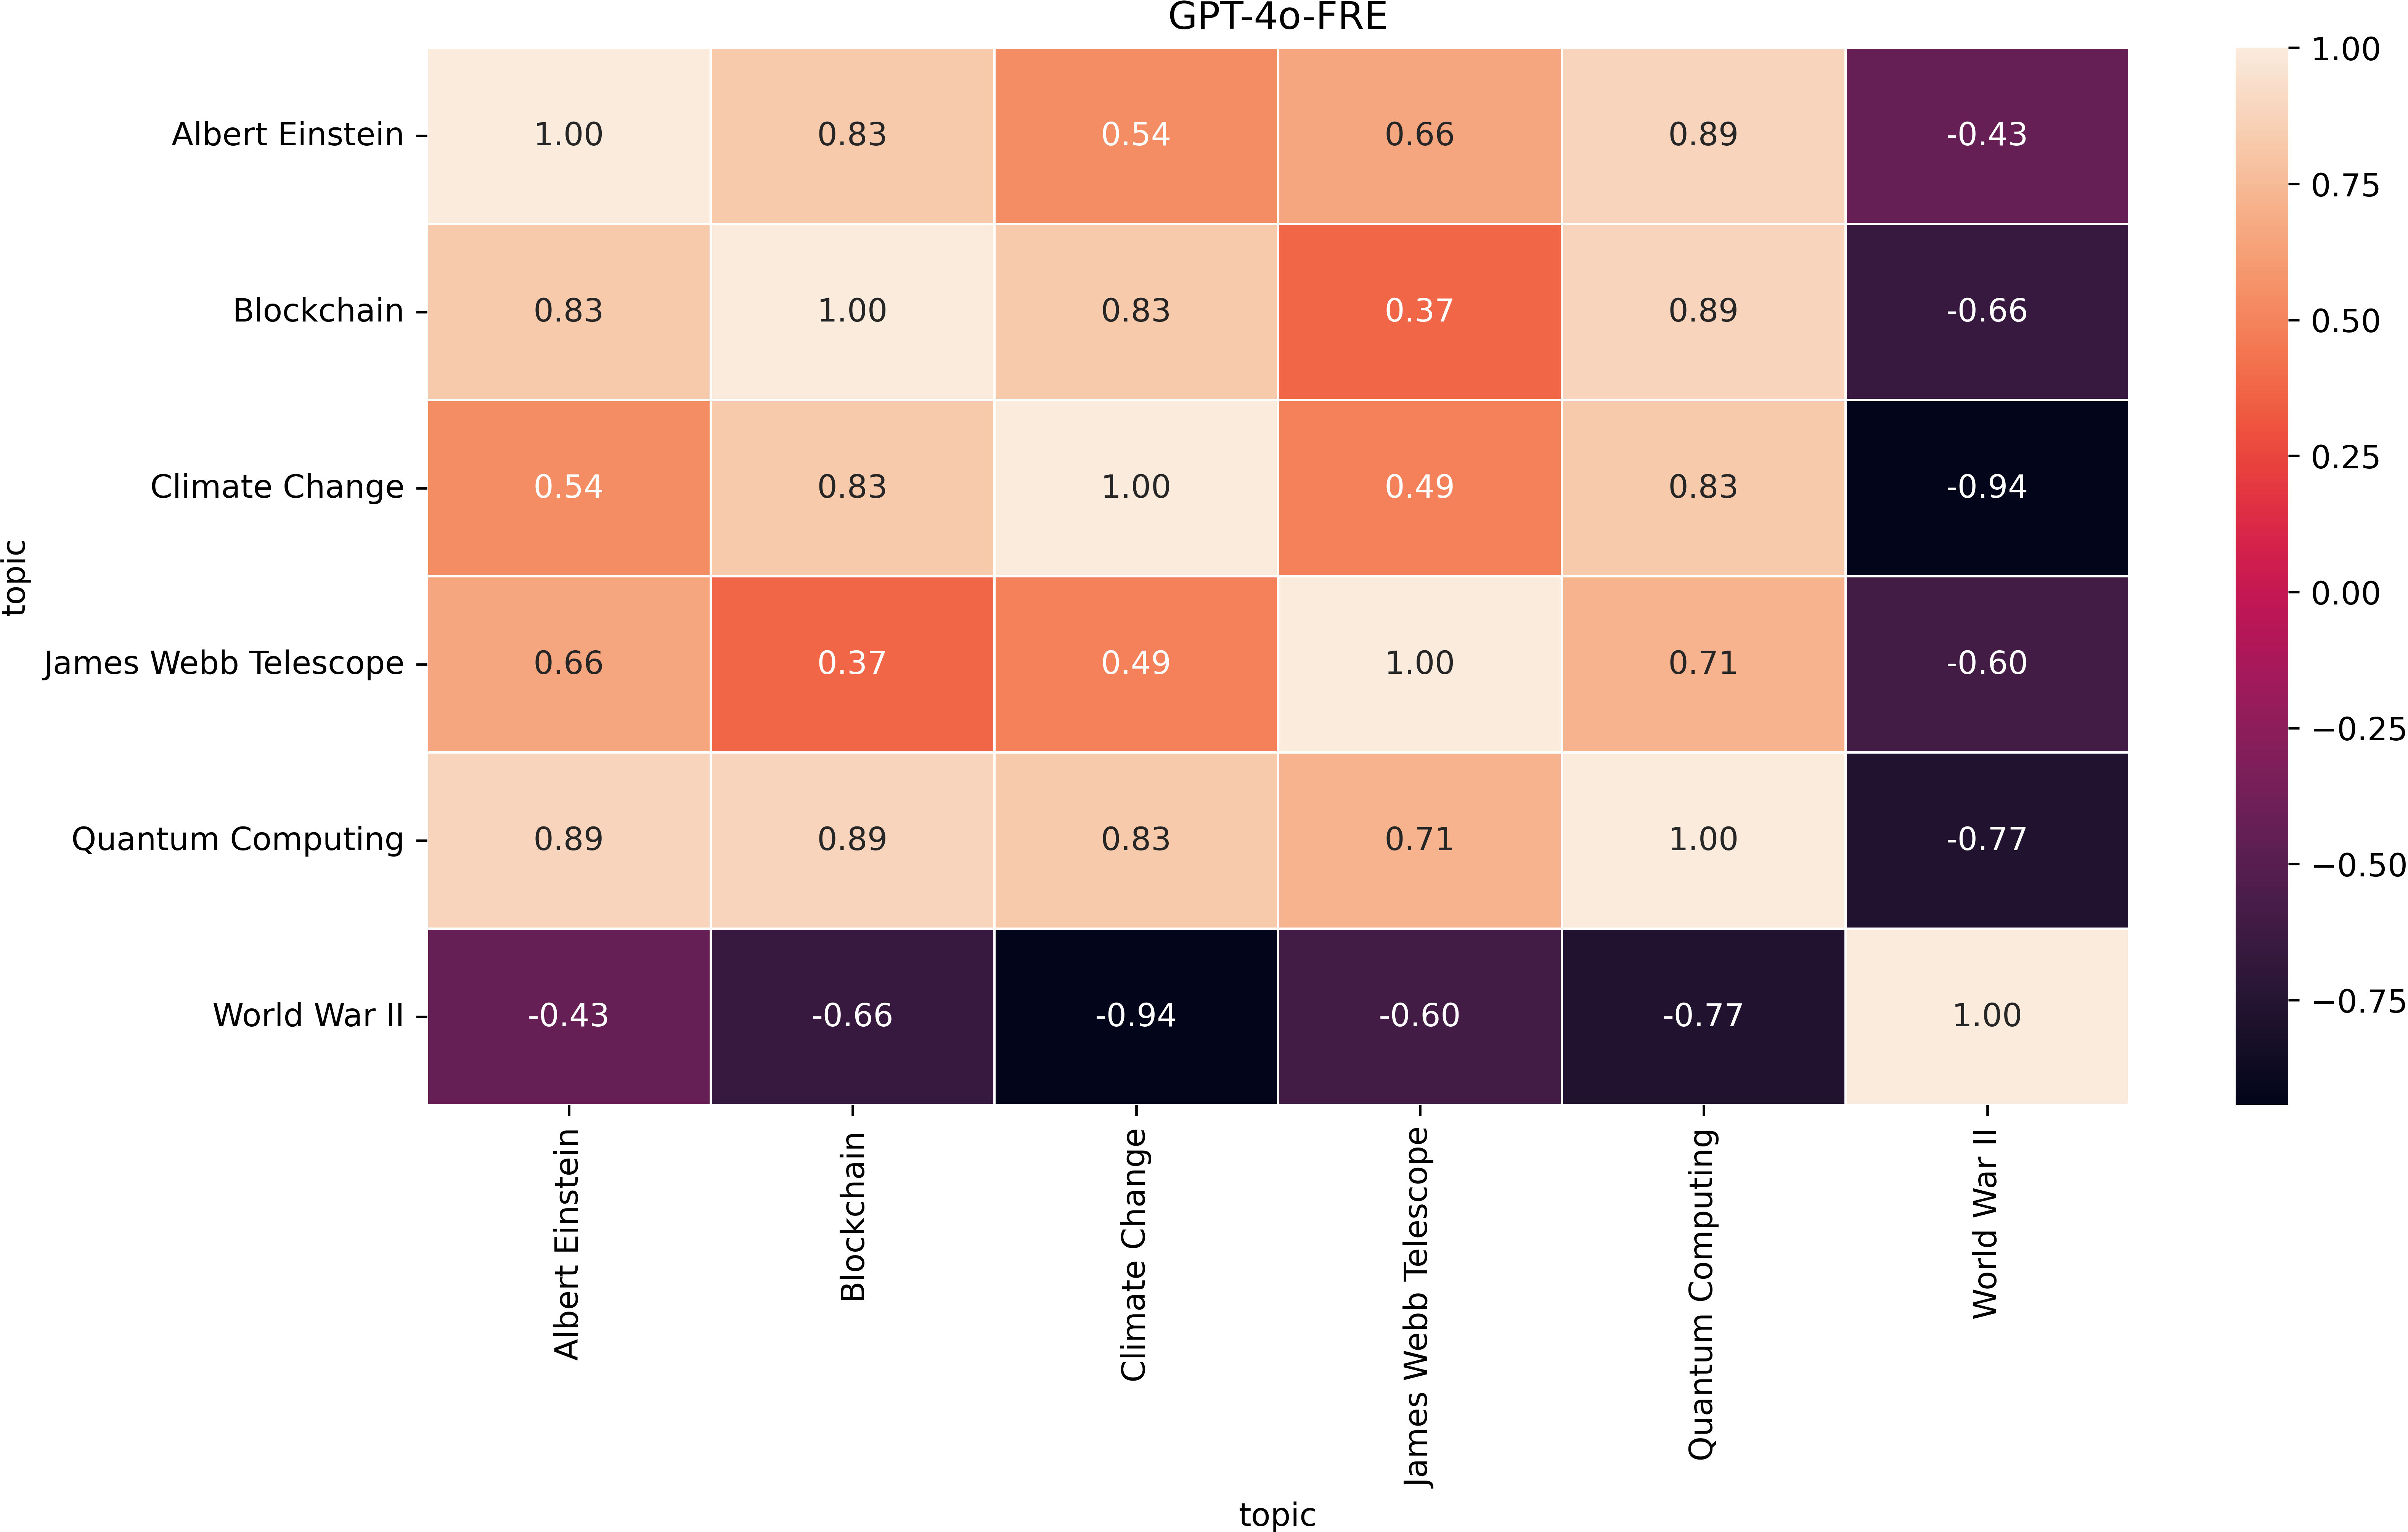 GPT-4o-FRE
topic
Albert Einstein 1.00 0.83 0.54 0.66 0.89 -0.43
Blockchain 0.83 1.00 0.83 0.37 0.89 -0.66
Climate Change 0.54 0.83 1.00 0.49 0.83 -0.94
James Webb Telescope 0.66 0.37 0.49 1.00 0.71 -0.60
Quantum Computing 0.89 0.89 0.83 0.71 1.00 -0.77
World War II -0.43 -0.66 -0.94 -0.60 -0.77 1.00
Albert Einstein
Blockchain
Climate Change
James Webb Telescope
Quantum Computing
World War II
topic
1.00
0.75
0.50
0.25
0.00
−0.25
−0.50
−0.75